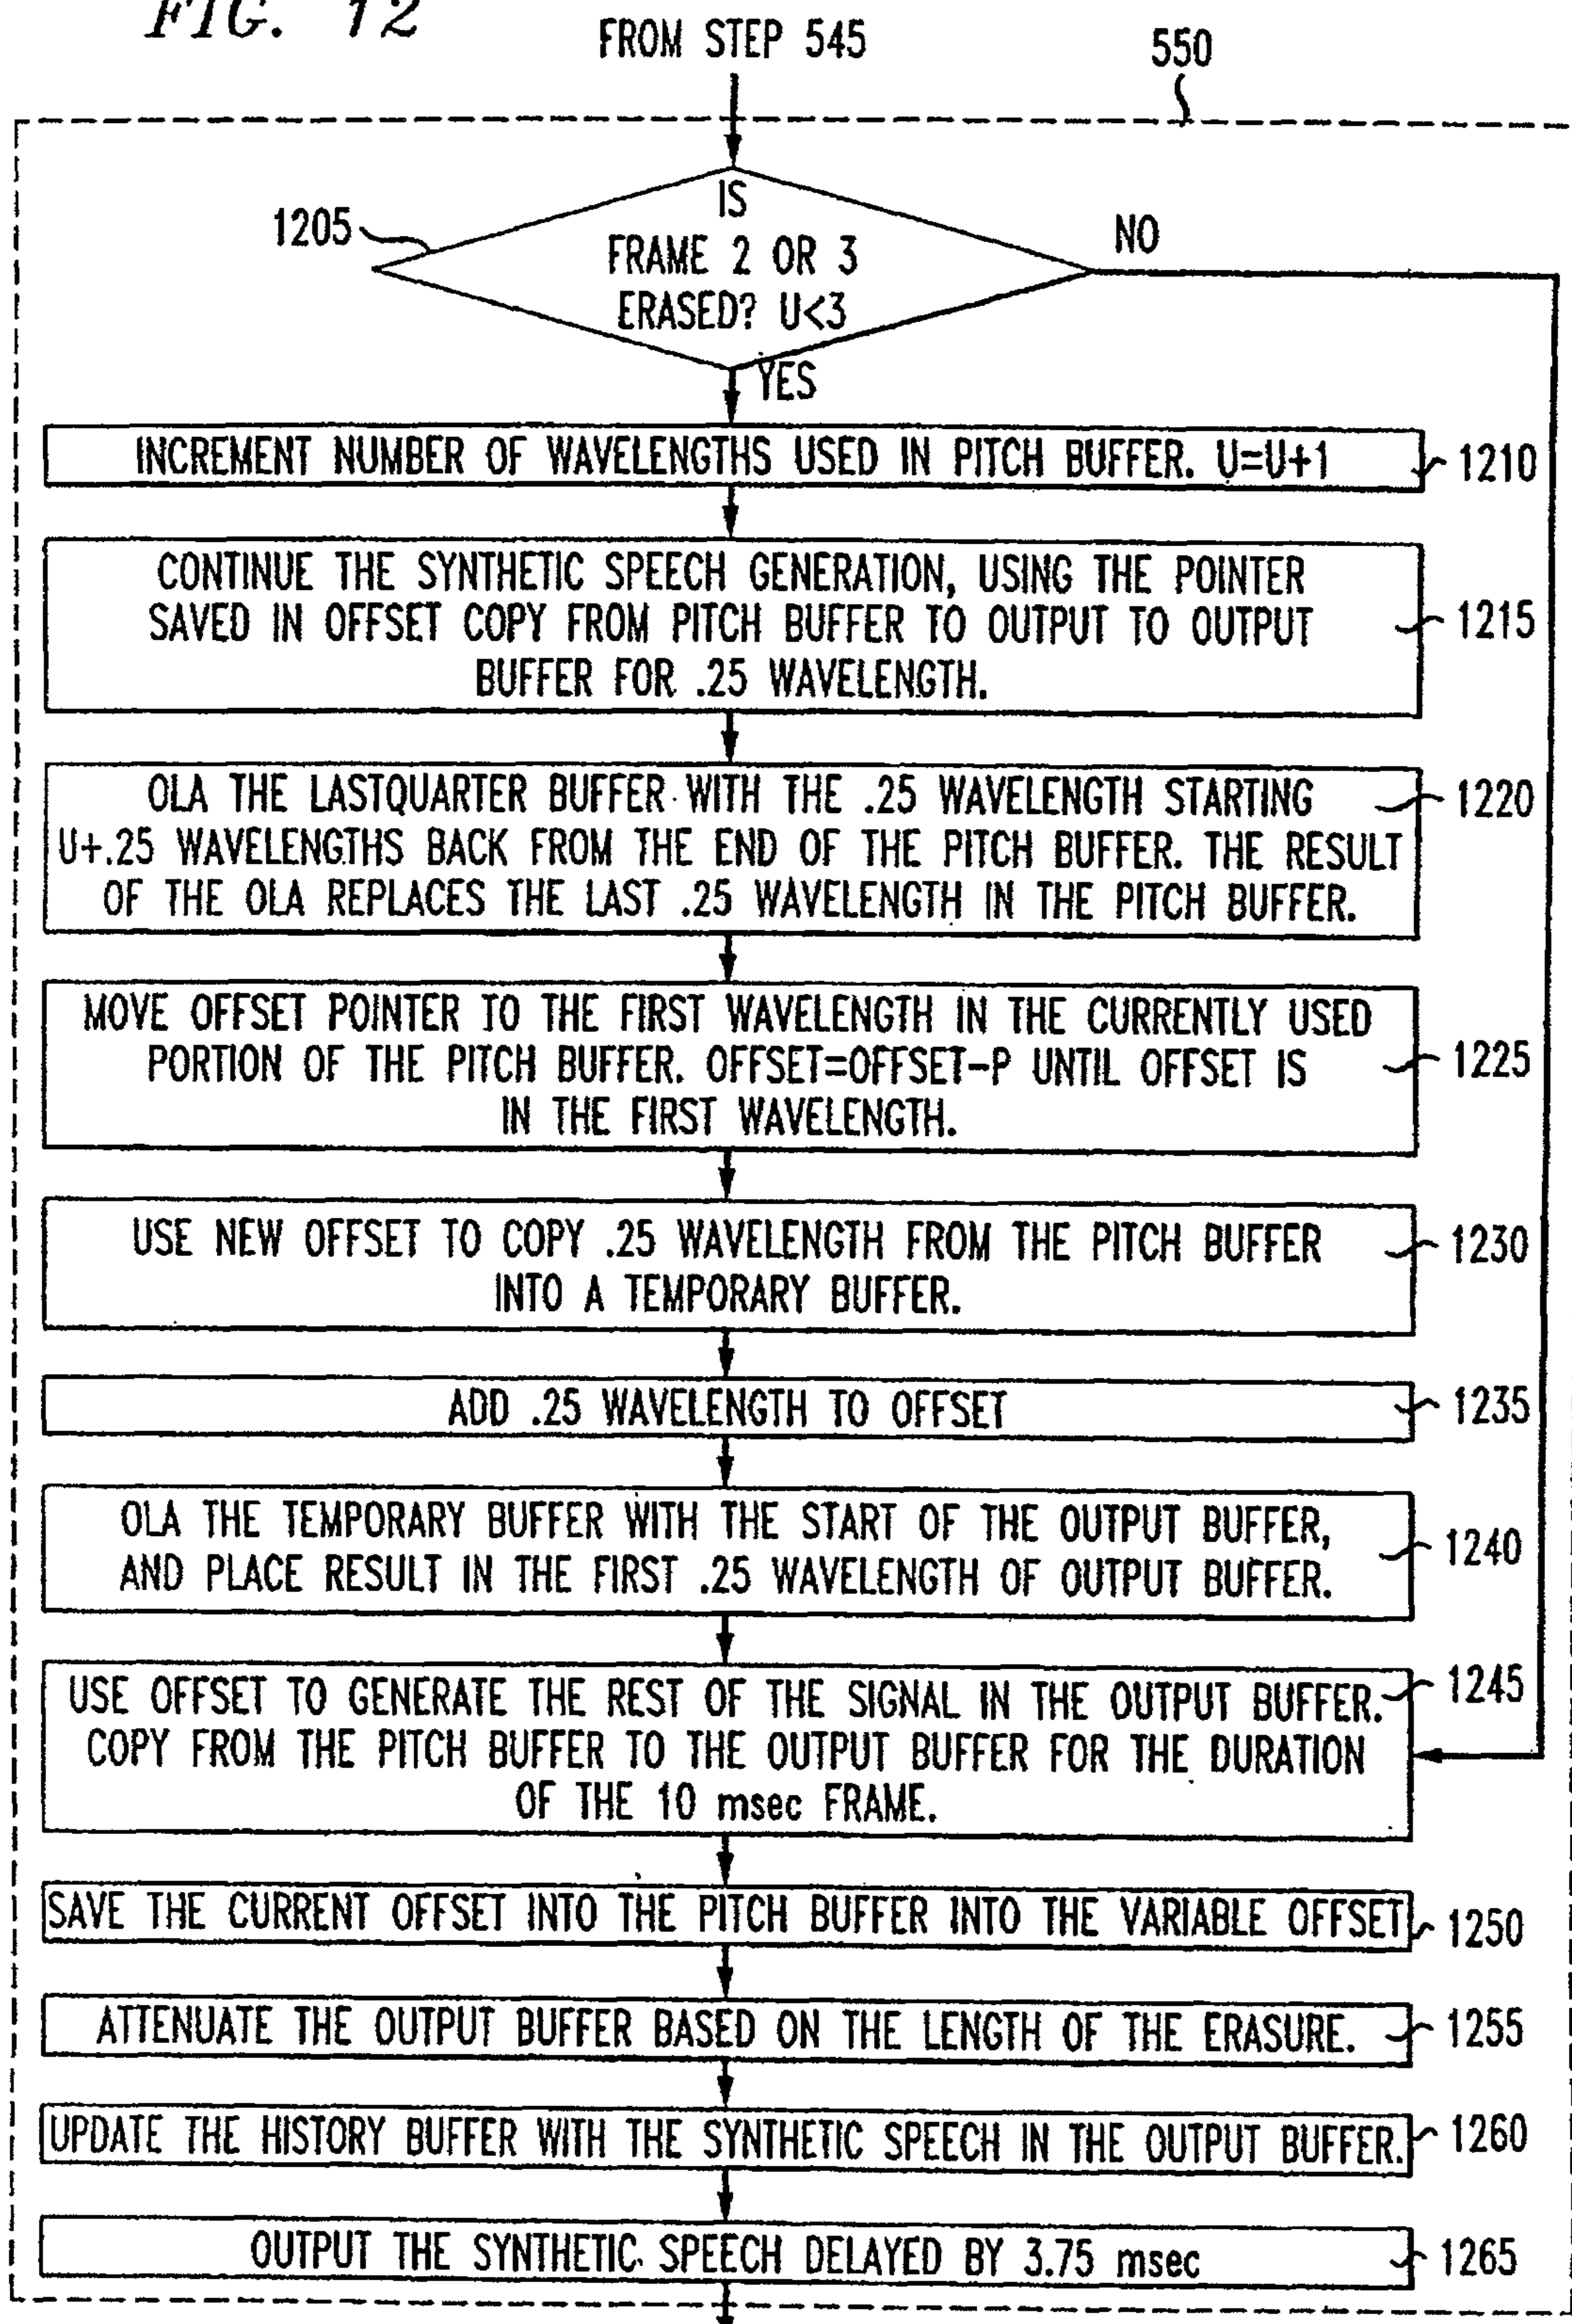 FIG. 12
FROM STEP 545
550
1205
IS
FRAME 2 OR 3
ERASED? U<3
NO
YES
INCREMENT NUMBER OF WAVELENGTHS USED IN PITCH BUFFER. U=U+1
1210
CONTINUE THE SYNTHETIC SPEECH GENERATION, USING THE POINTER
SAVED IN OFFSET COPY FROM PITCH BUFFER TO OUTPUT TO OUTPUT
BUFFER FOR .25 WAVELENGTH.
1215
OLA THE LASTQUARTER BUFFER WITH THE .25 WAVELENGTH STARTING
U+.25 WAVELENGTHS BACK FROM THE END OF THE PITCH BUFFER. THE RESULT
OF THE OLA REPLACES THE LAST .25 WAVELENGTH IN THE PITCH BUFFER.
1220
MOVE OFFSET POINTER TO THE FIRST WAVELENGTH IN THE CURRENTLY USED
PORTION OF THE PITCH BUFFER. OFFSET=OFFSET-P UNTIL OFFSET IS
IN THE FIRST WAVELENGTH.
1225
USE NEW OFFSET TO COPY .25 WAVELENGTH FROM THE PITCH BUFFER
INTO A TEMPORARY BUFFER.
1230
ADD .25 WAVELENGTH TO OFFSET
1235
OLA THE TEMPORARY BUFFER WITH THE START OF THE OUTPUT BUFFER,
AND PLACE RESULT IN THE FIRST .25 WAVELENGTH OF OUTPUT BUFFER.
1240
USE OFFSET TO GENERATE THE REST OF THE SIGNAL IN THE OUTPUT BUFFER.
COPY FROM THE PITCH BUFFER TO THE OUTPUT BUFFER FOR THE DURATION
OF THE 10 msec FRAME.
1245
SAVE THE CURRENT OFFSET INTO THE PITCH BUFFER INTO THE VARIABLE OFFSET
1250
ATTENUATE THE OUTPUT BUFFER BASED ON THE LENGTH OF THE ERASURE.
1255
UPDATE THE HISTORY BUFFER WITH THE SYNTHETIC SPEECH IN THE OUTPUT BUFFER.
1260
OUTPUT THE SYNTHETIC SPEECH DELAYED BY 3.75 msec
1265